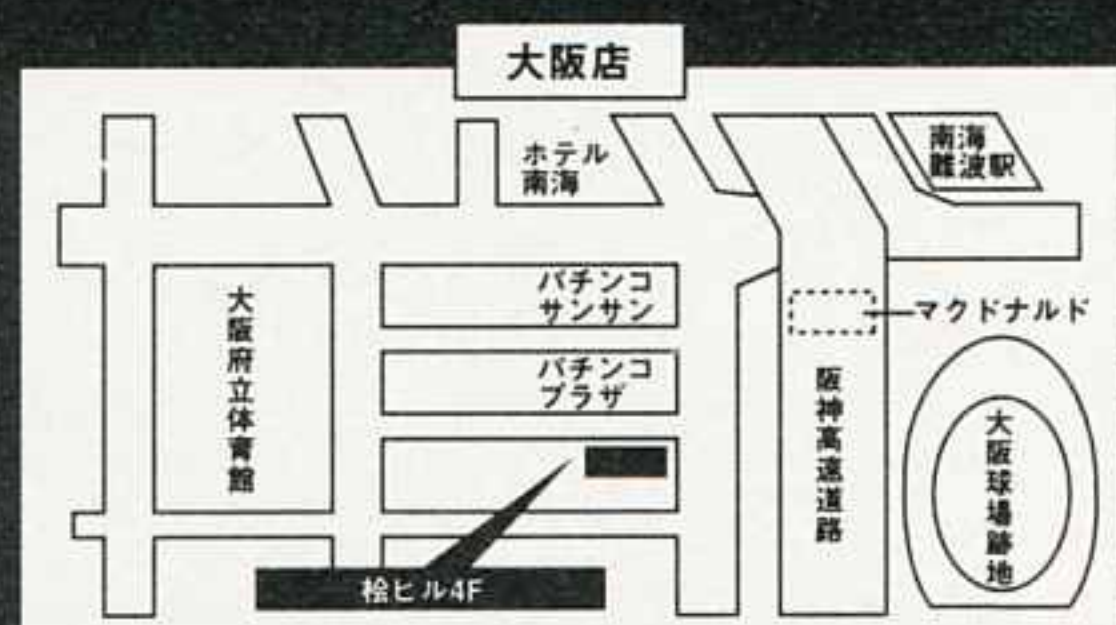 大阪店
ホテル
南海
南海
難波駅
パチンコ
サンサン
マクドナルド
大阪府立体育館
パチンコ
プラザ
阪神高速道路
大阪球場跡地
桧ビル4F